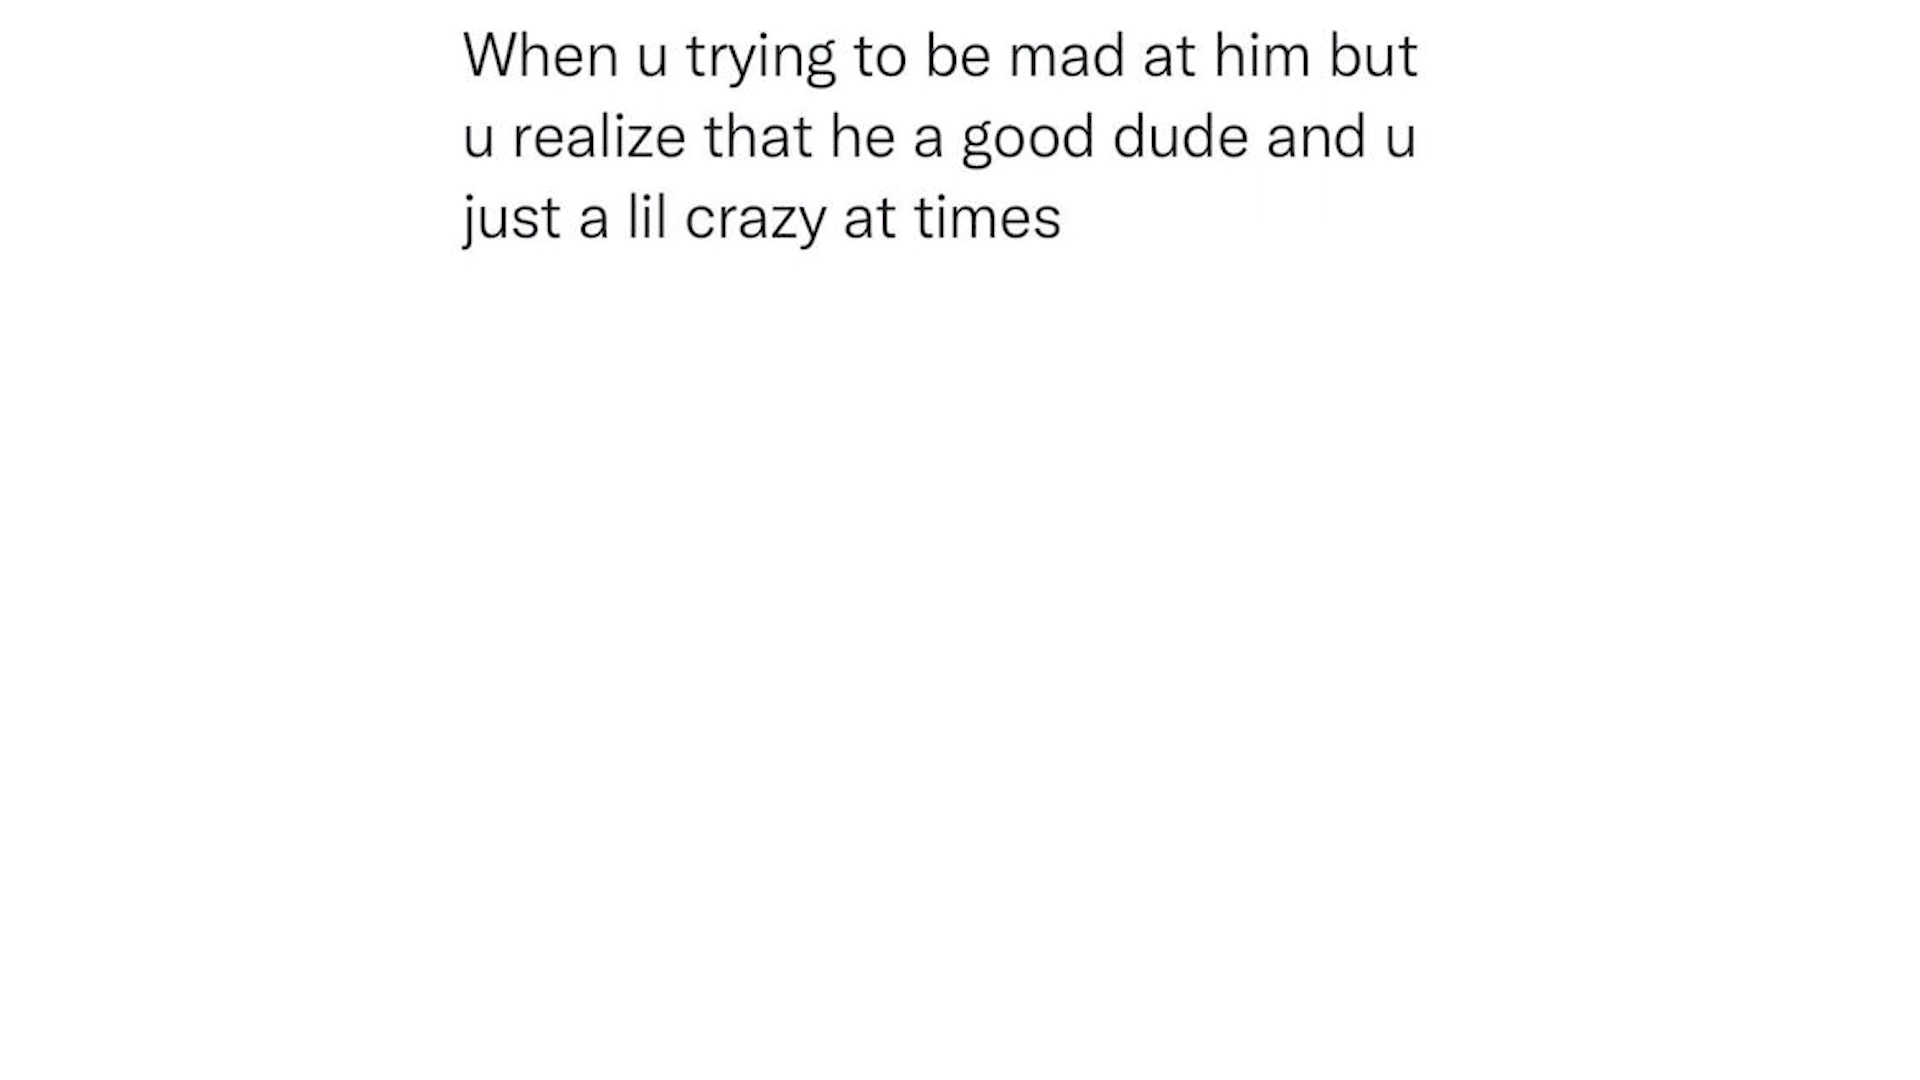 When u trying to be mad at him but
u realize that he a good dude and u
just a lil crazy at times